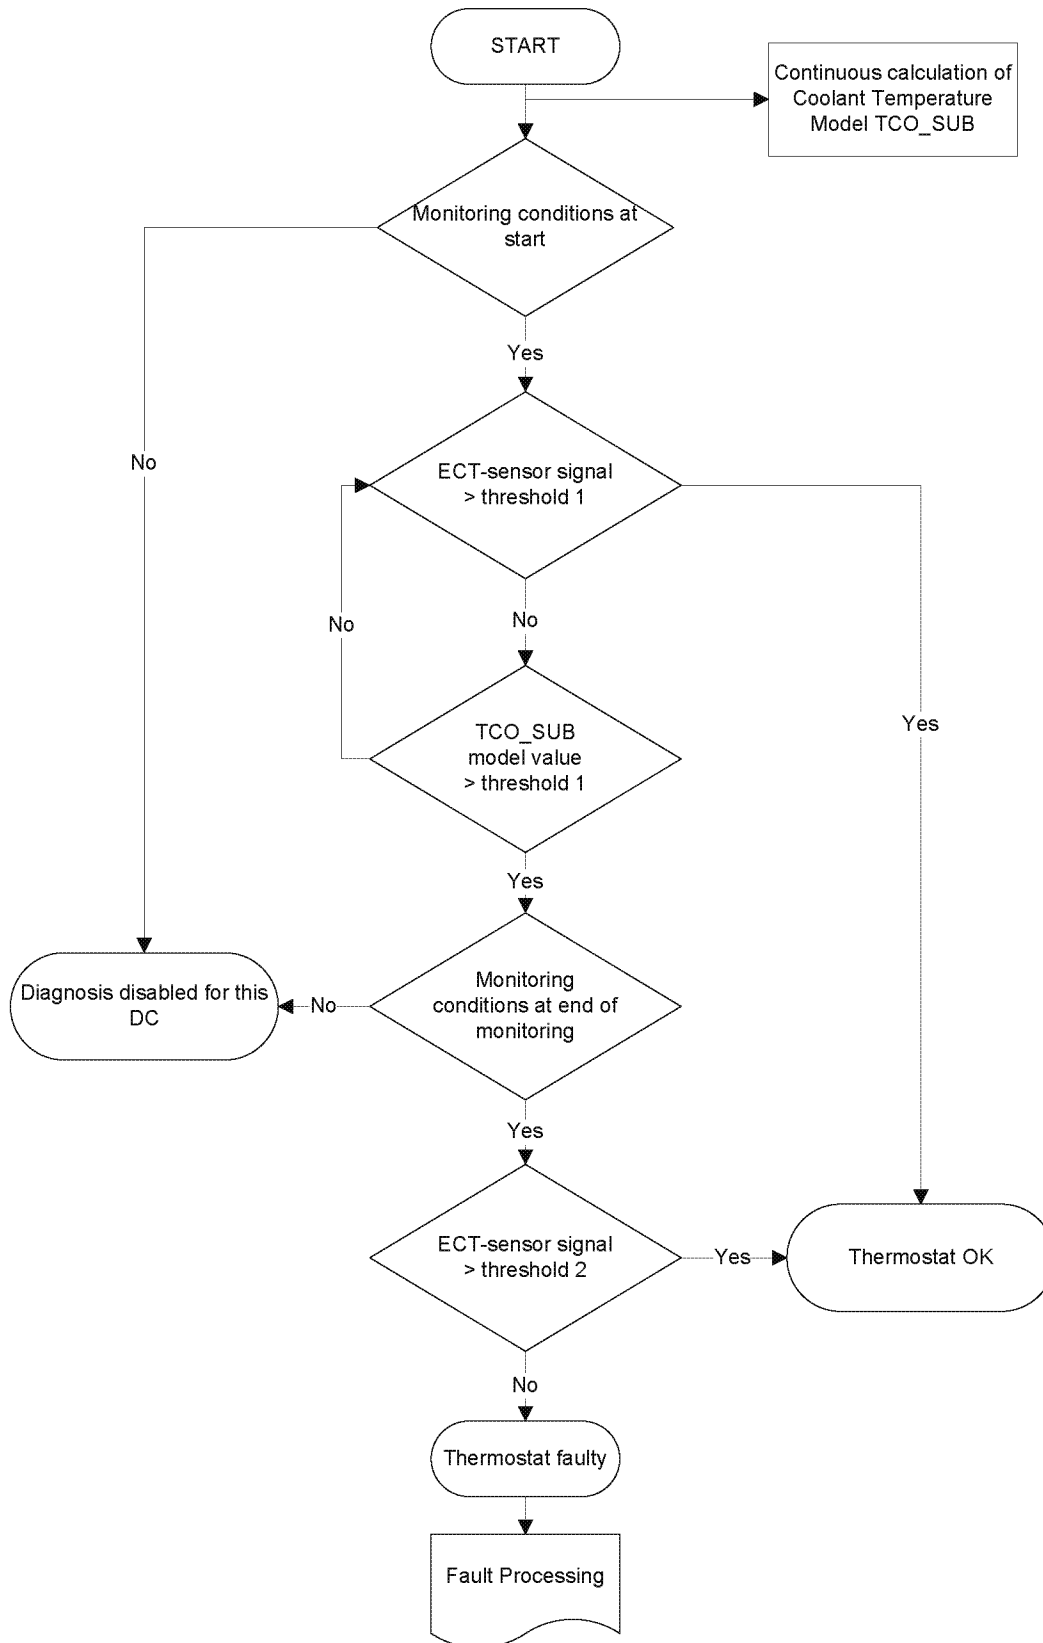 START
Continuous calculation of
Coolant Temperature
Model TCO_SUB
Monitoring conditions at
start
Yes
No
ECT-sensor signal
> threshold 1
No
No
TCO_SUB
model value
> threshold 1
Yes
Yes
Monitoring
conditions at end of
monitoring
No
Diagnosis disabled for this
DC
Yes
ECT-sensor signal
> threshold 2
Yes
Thermostat OK
No
Thermostat faulty
Fault Processing